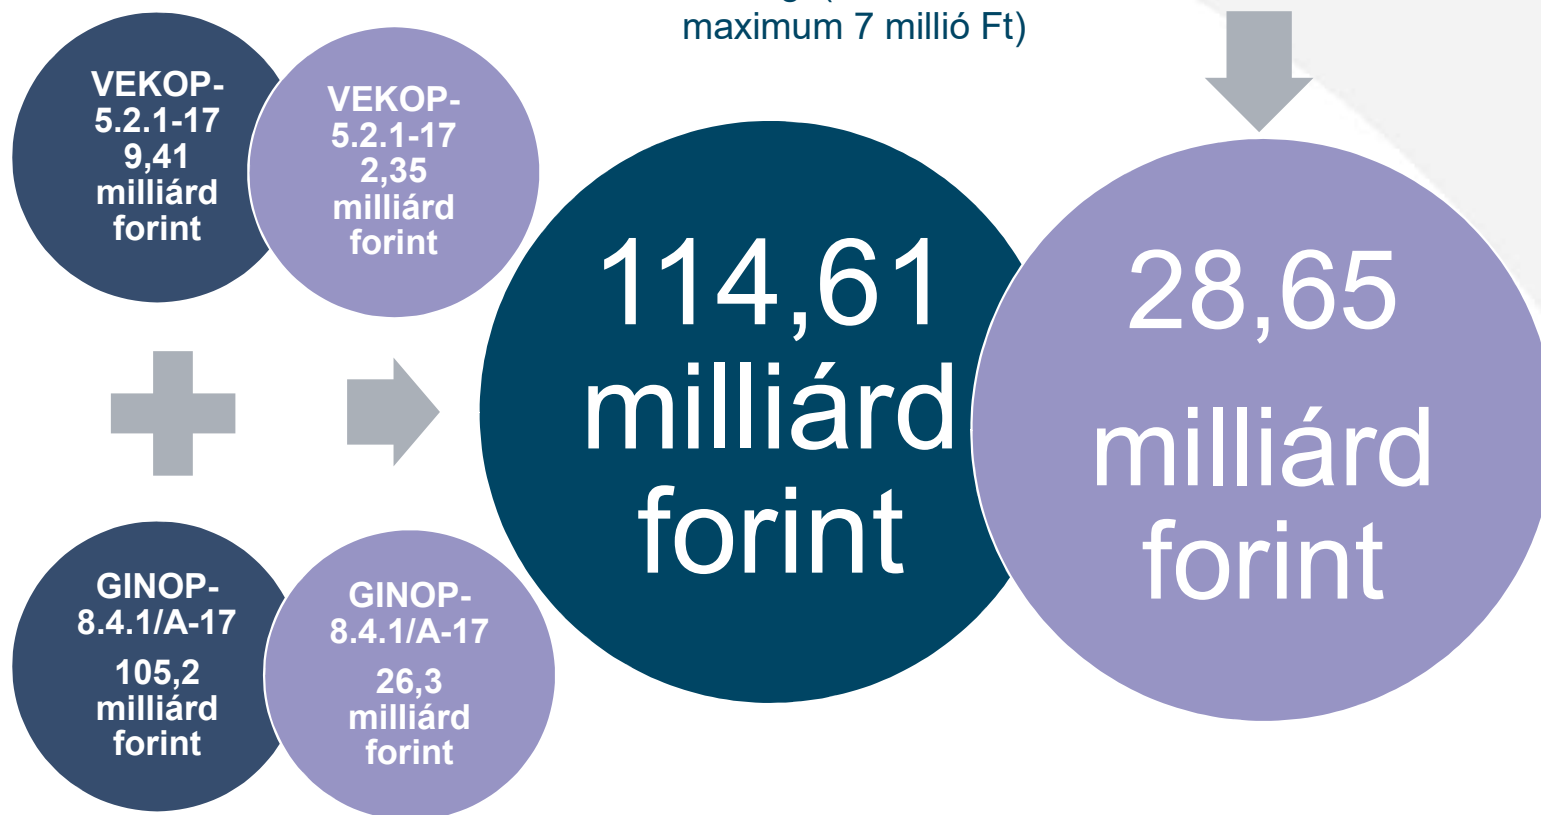 maximum 7 millió Ft)
VEKOP-
5.2.1-17
9,41
milliárd
forint
VEKOP-
5.2.1-17
2,35
milliárd
forint
114,61
milliárd
forint
28,65
milliárd
forint
GINOP-
8.4.1/A-17
105,2
milliárd
forint
GINOP-
8.4.1/A-17
26,3
milliárd
forint